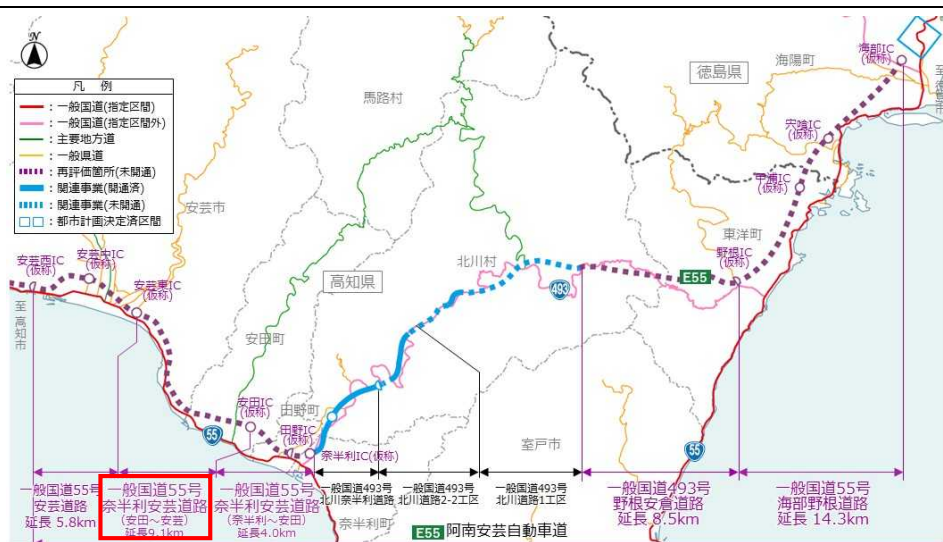 N
凡 例
：一般国道(指定区間)
：一般国道(指定区間外)
：主要地方道
：一般県道
：再評価箇所(未開通)
：関連事業(開通済)
：関連事業(未開通)
：都市計画決定済区間
馬路村
徳島県
海陽町
海部IC
(仮称)
至 徳島市
宍喰IC
(仮称)
甲浦IC
(仮称)
東洋町
野根IC
(仮称)
E55
北川村
493
高知県
安芸市
安芸西IC
(仮称)
安芸中IC
(仮称)
安芸東IC
(仮称)
至 高知市
安田町
安田IC
(仮称)
田野町
田野IC
(仮称)
奈半利IC(仮称)
室戸市
55
55
一般国道55号
安芸道路
延長 5.8km
一般国道55号
奈半利安芸道路
(安田～安芸)
延長9.1km
一般国道55号
奈半利安芸道路
(奈半利～安田)
延長4.0km
一般国道493号
北川奈半利道路
一般国道493号
北川道路2-2工区
一般国道493号
北川道路1工区
一般国道493号
野根安倉道路
延長 8.5km
一般国道55号
海部野根道路
延長 14.3km
奈半利町
E55 阿南安芸自動車道